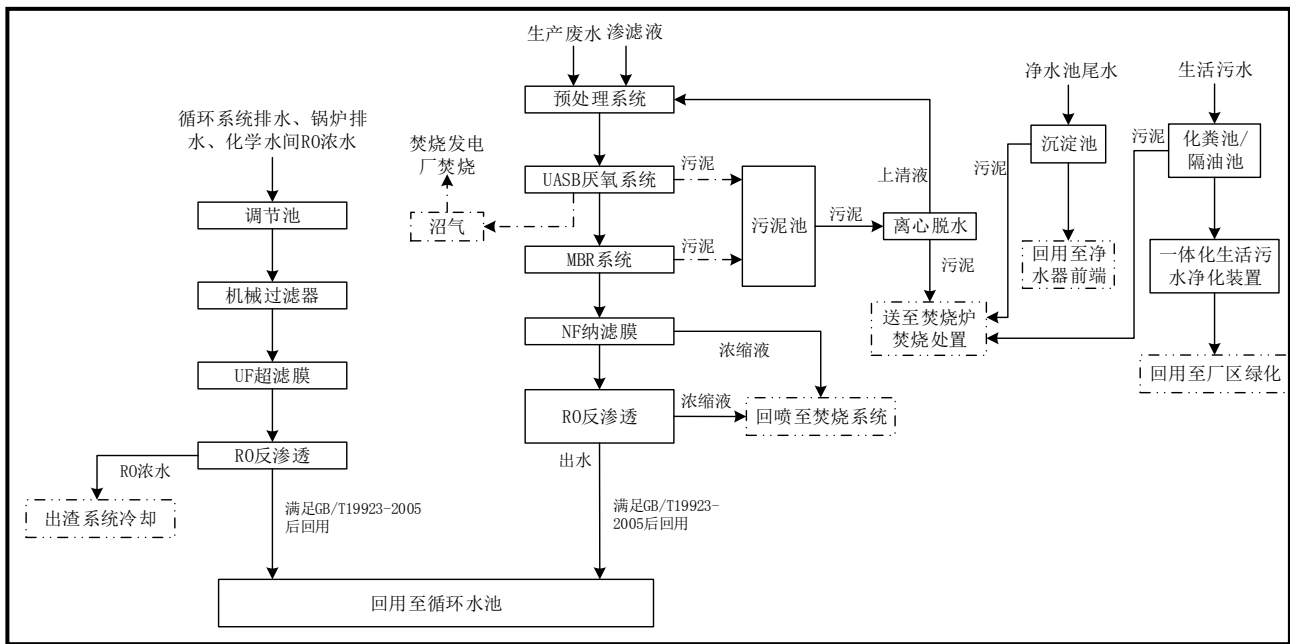 循环系统排水、锅炉排
水、化学水间RO浓水
调节池
机械过滤器
UF超滤膜
RO反渗透
RO浓水
出渣系统冷却
满足GB/T19923-2005
后回用
生产废水
渗滤液
预处理系统
UASB厌氧系统
污泥
焚烧发电
厂焚烧
沼气
MBR系统
污泥
污泥池
污泥
离心脱水
上清液
污泥
NF纳滤膜
浓缩液
RO反渗透
浓缩液
回喷至焚烧系统
出水
满足GB/T19923-
2005后回用
回用至循环水池
净水池尾水
沉淀池
污泥
回用至净
水器前端
送至焚烧炉
焚烧处置
生活污水
化粪池/
隔油池
污泥
一体化生活污
水净化装置
回用至厂区绿化